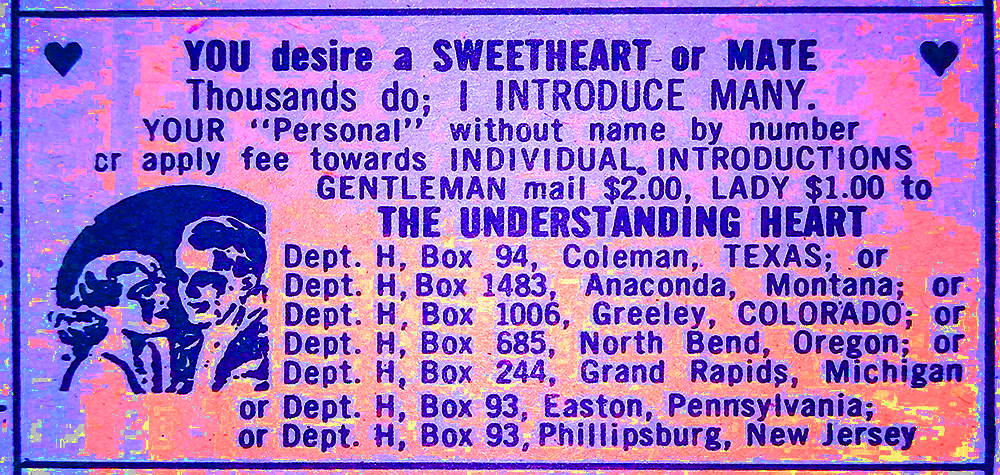 YOU desire a SWEETHEART or MATE
Thousands do; I INTRODUCE MANY.
YOUR "Personal" without name by number
or apply fee towards INDIVIDUAL. INTRODUCTIONS
GENTLEMAN mail $2.00, LADY $1.00 to
THE UNDERSTANDING HEART
Dept. H, Box 94, Coleman, TEXAS; or
Dept. H, Box 1483, Anaconda, Montana; or
Dept. H, Box 1006, Greeley, COLORADO; or
Dept. H, Box 685, North Bend, Oregon; or
Dept. H, Box 244, Grand Rapids, Michigan
or Dept. H, Box 93, Easton, Pennsylvania;
or Dept. H, Box 93, Phillipsburg, New Jersey